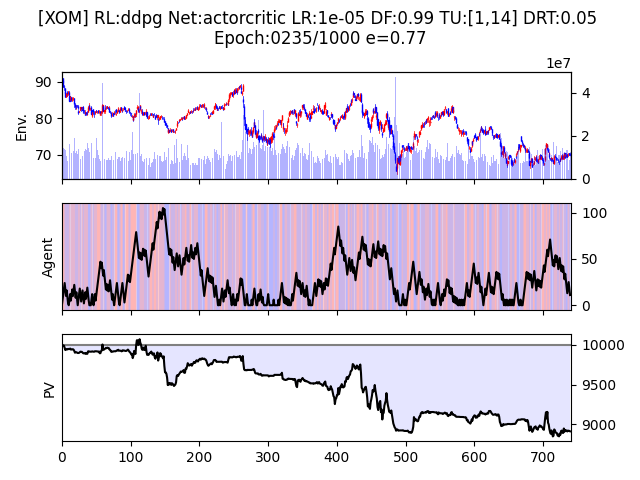 [XOM] RL:ddpg Net:actorcritic LR:1e-05 DF:0.99 TU:[1,14] DRT:0.05
Epoch:0235/1000 e=0.77
1e7
90
80
70
Env.
4
2
0
Agent
100
50
0
PV
10000
9500
9000
0 100 200 300 400 500 600 700